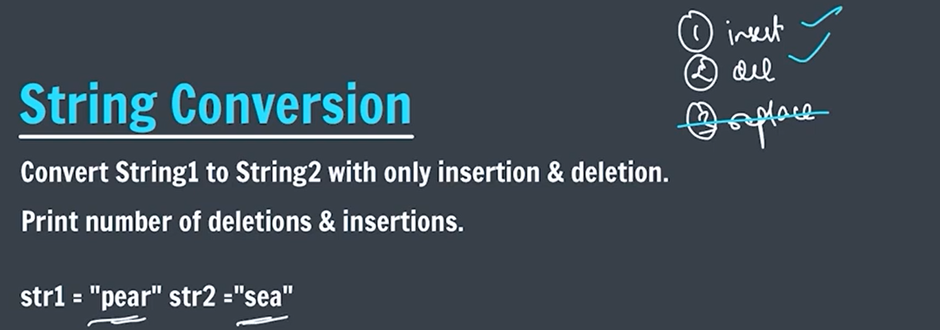 ① insert
② del
③ replace
String Conversion
Convert String1 to String2 with only insertion & deletion.
Print number of deletions & insertions.
str1 = "pear" str2 ="sea"